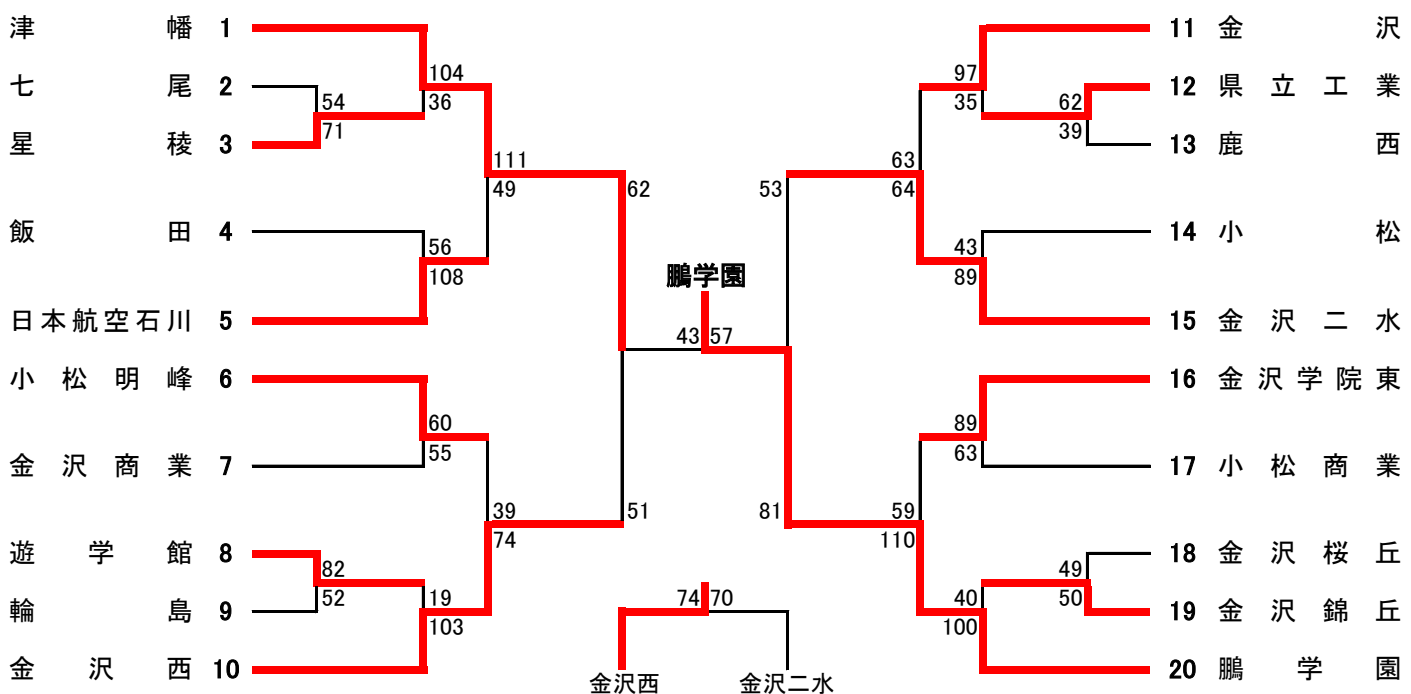 津幡 1
104
七尾 2
54
36
星稜 3
71
111
49
62
飯田 4
56
108
日本航空石川 5
小松明峰 6
60
55
金沢商業 7
39
74
51
遊学館 8
82
52
輪島 9
19
103
金沢西 10
鵬学園
43 57
74 70
金沢西 金沢二水
11 金沢
97
35
12 県立工業
62
39
13 鹿西
63
64
53
14 小松
43
89
15 金沢二水
16 金沢学院東
89
63
17 小松商業
81
59
110
18 金沢桜丘
49
50
19 金沢錦丘
40
100
20 鵬学園